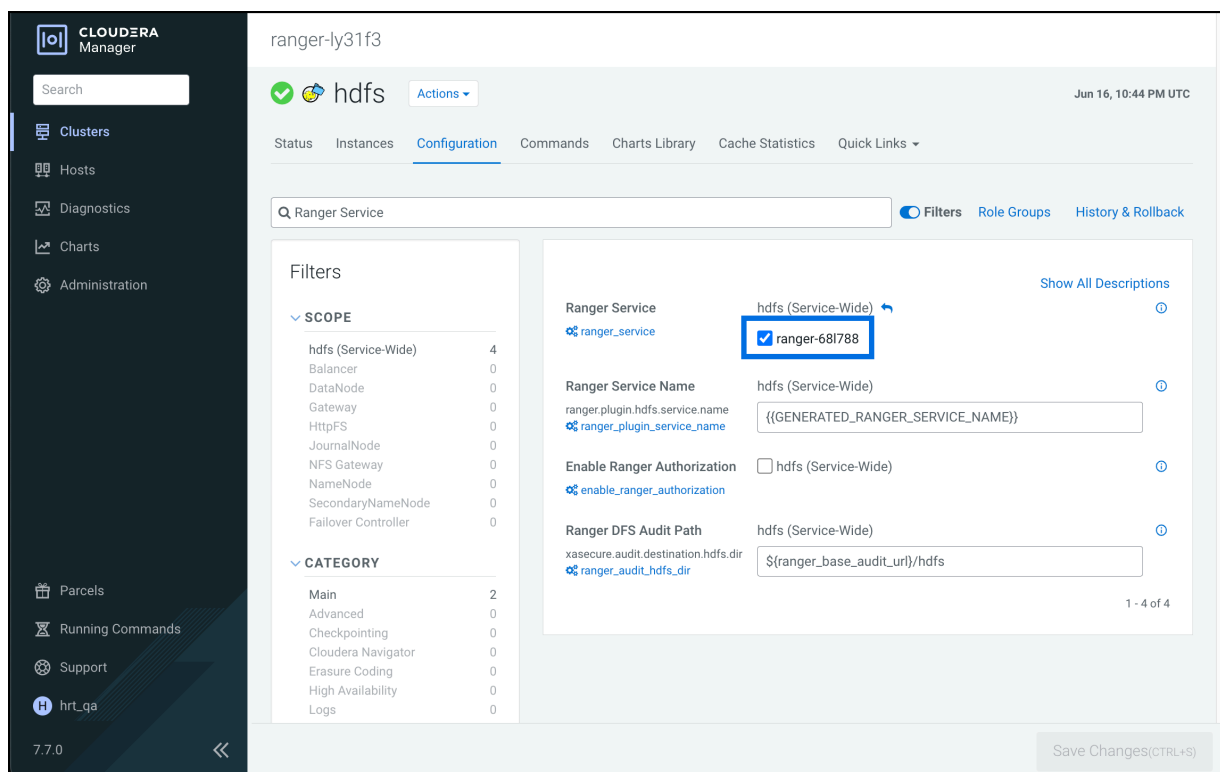 CLOUDERA
Manager
Search
Clusters
Hosts
Diagnostics
Charts
Administration
Parcels
Running Commands
Support
H hrt_qa
7.7.0
ranger-ly31f3
hdfs
Actions
Jun 16, 10:44 PM UTC
Status Instances Configuration Commands Charts Library Cache Statistics Quick Links
Ranger Service
Filters Role Groups History & Rollback
Filters
SCOPE
hdfs (Service-Wide) 4
Balancer 0
DataNode 0
Gateway 0
HttpFS 0
JournalNode 0
NFS Gateway 0
NameNode 0
SecondaryNameNode 0
Failover Controller 0
CATEGORY
Main 2
Advanced 0
Checkpointing 0
Cloudera Navigator 0
Erasure Coding 0
High Availability 0
Logs 0
Show All Descriptions
Ranger Service hdfs (Service-Wide)
ranger_service
ranger-68l788
Ranger Service Name hdfs (Service-Wide)
ranger.plugin.hdfs.service.name
ranger_plugin_service_name
{{GENERATED_RANGER_SERVICE_NAME}}
Enable Ranger Authorization hdfs (Service-Wide)
enable_ranger_authorization
Ranger DFS Audit Path hdfs (Service-Wide)
xasecure.audit.destination.hdfs.dir
ranger_audit_hdfs_dir
${ranger_base_audit_url}/hdfs
1 - 4 of 4
Save Changes(CTRL+S)